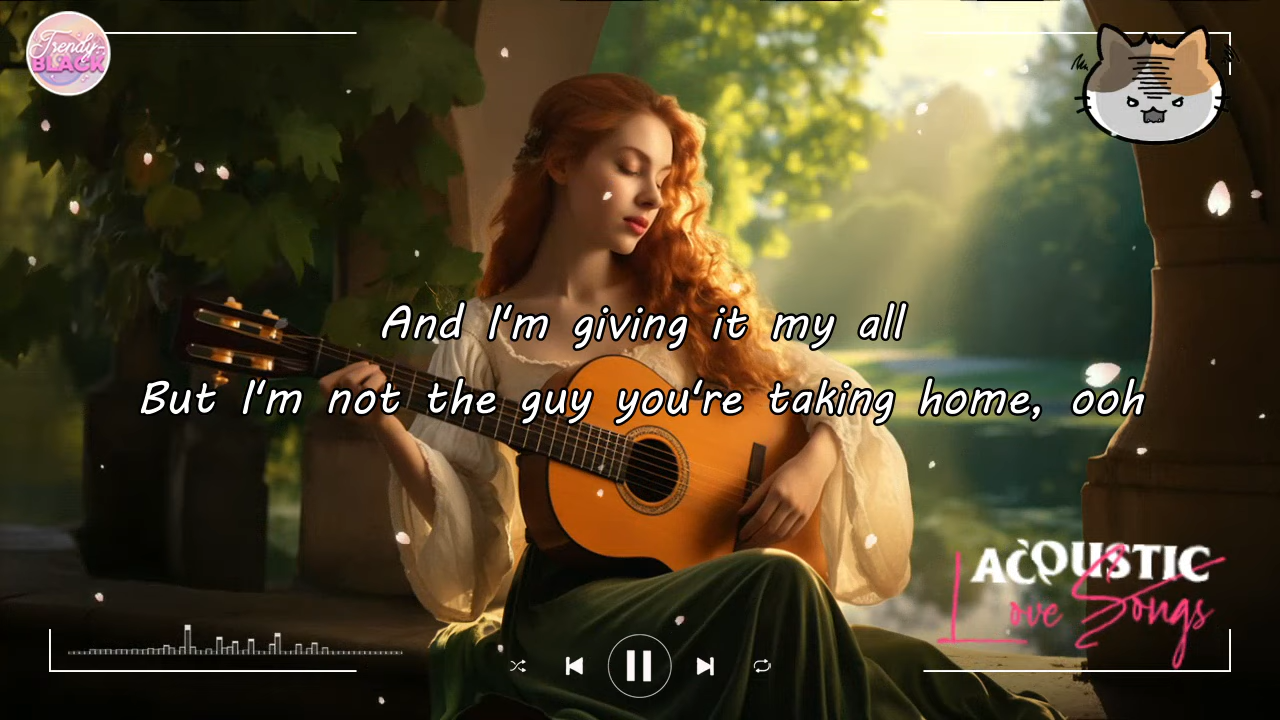 Trendy
BLACK
And I'm giving it my all
But I'm not the guy you're taking home, ooh
ACOUSTIC
Love Songs